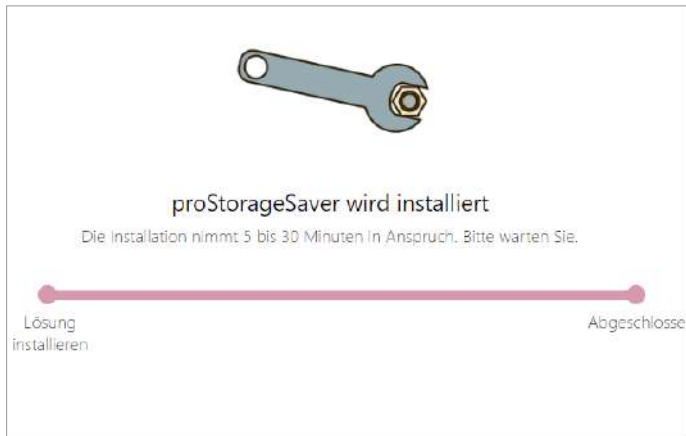 proStorageSaver wird installiert
Die Installation nimmt 5 bis 30 Minuten in Anspruch. Bitte warten Sie.
Lösung
installieren
Abgeschlosse